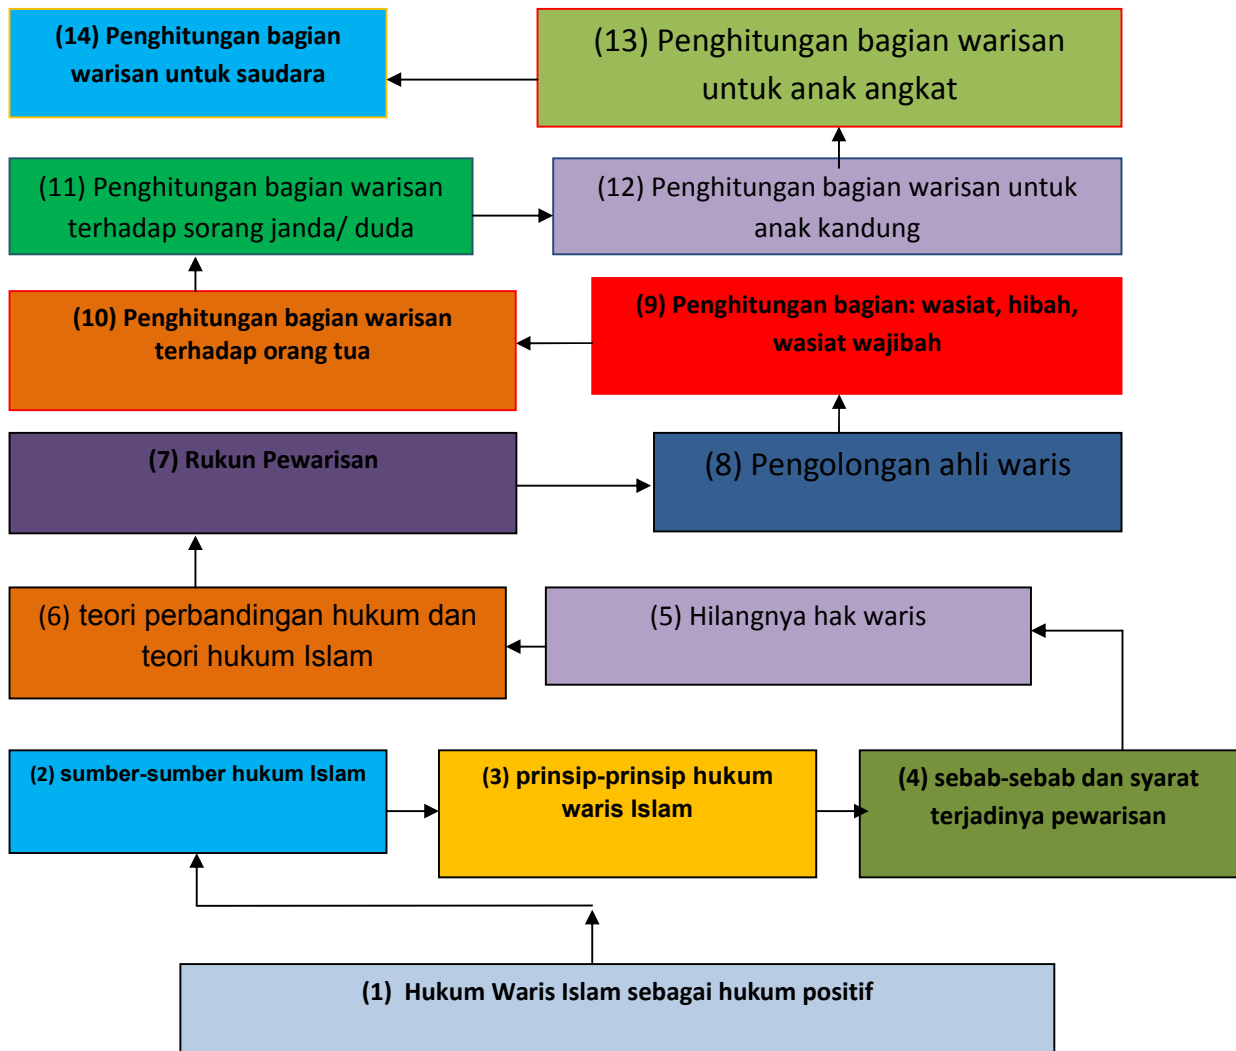 (14) Penghitungan bagian
warisan untuk saudara
(13) Penghitungan bagian warisan
untuk anak angkat
(11) Penghitungan bagian warisan
terhadap sorang janda/ duda
(12) Penghitungan bagian warisan untuk
anak kandung
(10) Penghitungan bagian warisan
terhadap orang tua
(9) Penghitungan bagian: wasiat, hibah,
wasiat wajibah
(7) Rukun Pewarisan
(8) Pengolongan ahli waris
(6) teori perbandingan hukum dan
teori hukum Islam
(5) Hilangnya hak waris
(2) sumber-sumber hukum Islam
(3) prinsip-prinsip hukum
waris Islam
(4) sebab-sebab dan syarat
terjadinya pewarisan
(1) Hukum Waris Islam sebagai hukum positif